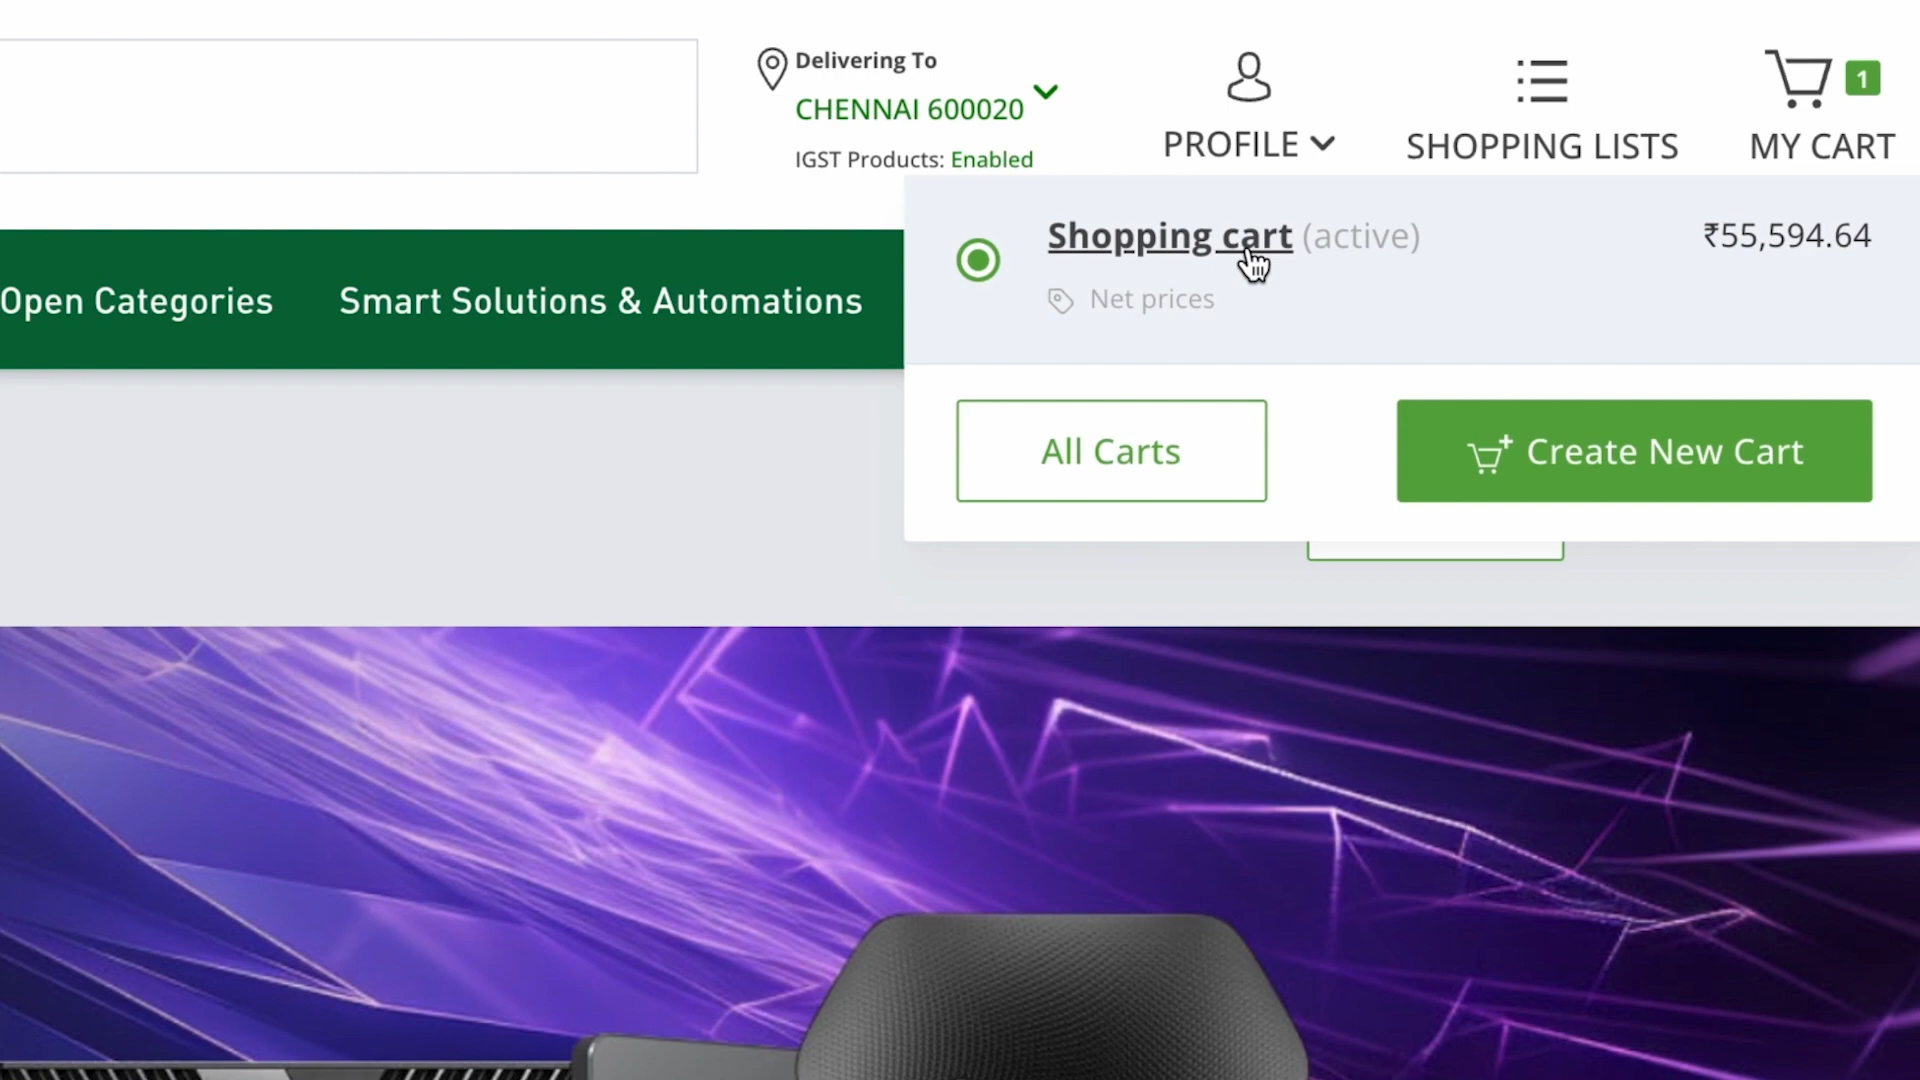 Delivering To
CHENNAI 600020
IGST Products: Enabled
PROFILE
SHOPPING LISTS
1
MY CART
Open Categories
Smart Solutions & Automations
Shopping cart (active)
₹55,594.64
Net prices
All Carts
Create New Cart